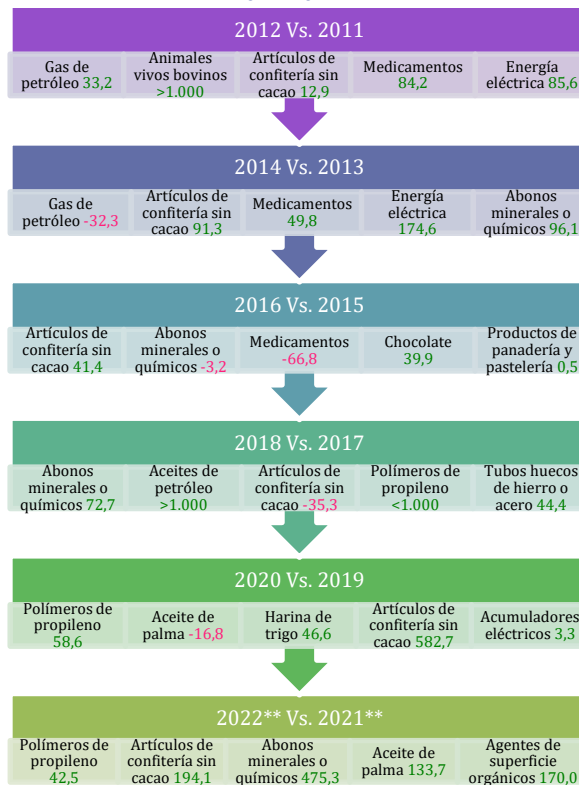 2012 Vs. 2011
Gas de
petróleo 33,2
Animales
vivos bovinos
>1.000
Artículos de
confitería sin
cacao 12,9
Medicamentos
84,2
Energía
eléctrica 85,6
2014 Vs. 2013
Gas de
petróleo -32,3
Artículos de
confitería sin
cacao 91,3
Medicamentos
49,8
Energía
eléctrica
174,6
Abonos
minerales o
químicos 96,1
2016 Vs. 2015
Artículos de
confitería sin
cacao 41,4
Abonos
minerales o
químicos -3,2
Medicamentos
-66,8
Chocolate
39,9
Productos de
panadería y
pastelería 0,5
2018 Vs. 2017
Abonos
minerales o
químicos 72,7
Aceites de
petróleo
>1.000
Artículos de
confitería sin
cacao -35,3
Polímeros de
propileno
<1.000
Tubos huecos
de hierro o
acero 44,4
2020 Vs. 2019
Polímeros de
propileno
58,6
Aceite de
palma -16,8
Harina de
trigo 46,6
Artículos de
confitería sin
cacao 582,7
Acumuladores
eléctricos 3,3
2022** Vs. 2021**
Polímeros de
propileno
42,5
Artículos de
confitería sin
cacao 194,1
Abonos
minerales o
químicos 475,3
Aceite de
palma 133,7
Agentes de
superficie
orgánicos 170,0